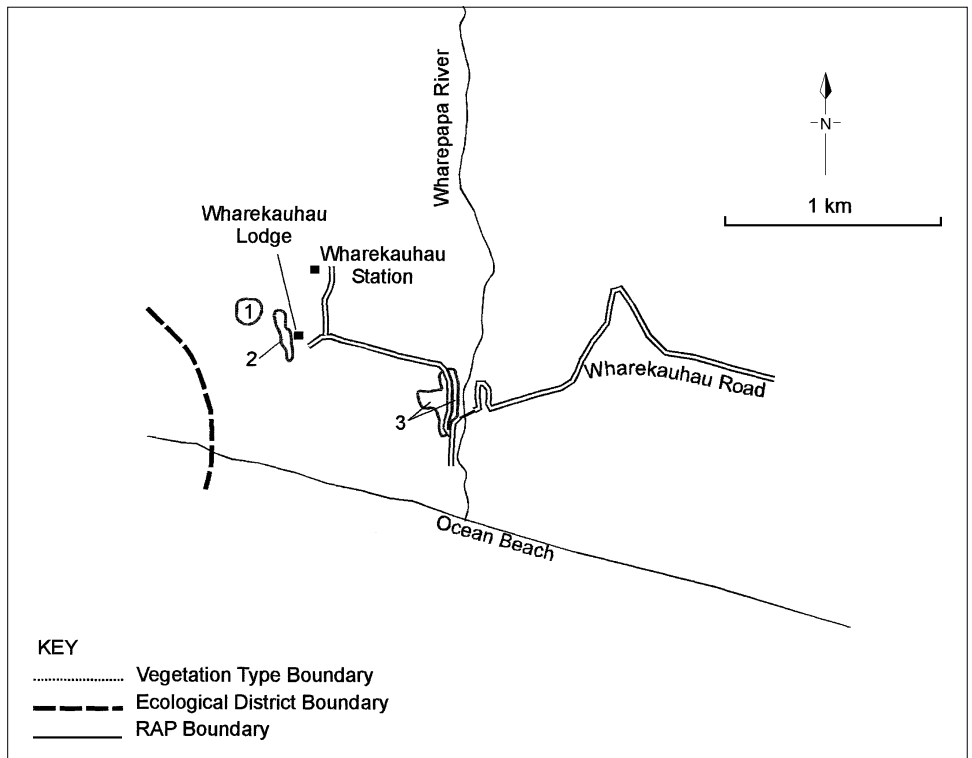 Wharepapa River
N
1 km
Wharekauhau
Lodge
Wharekauhau
Station
1
2
3
Wharekauhau Road
Ocean Beach
KEY
Vegetation Type Boundary
Ecological District Boundary
RAP Boundary